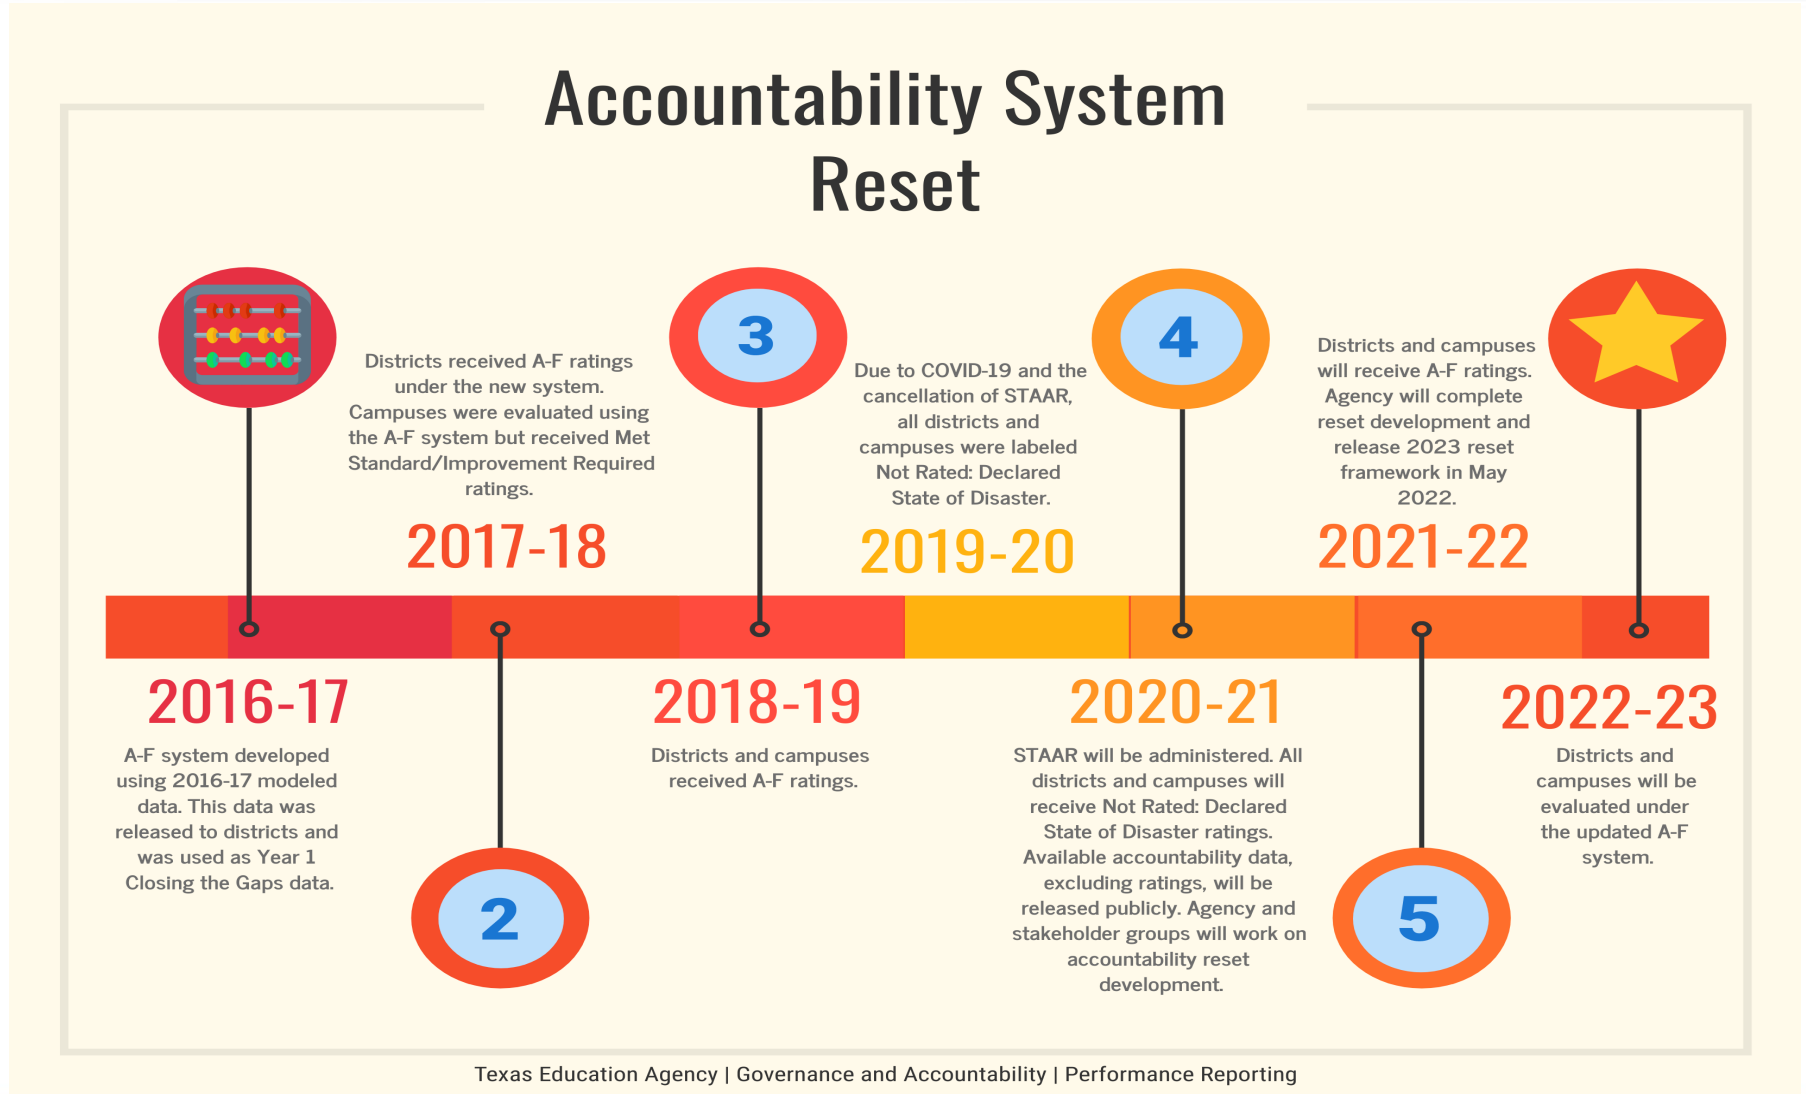 Accountability System
Reset
3
4
Districts received A-F ratings
under the new system.
Campuses were evaluated using
the A-F system but received Met
Standard/Improvement Required
ratings.
2017-18
Due to COVID-19 and the
cancellation of STAAR,
all districts and
campuses were labeled
Not Rated: Declared
State of Disaster.
2019-20
Districts and campuses
will receive A-F ratings.
Agency will complete
reset development and
release 2023 reset
framework in May
2022.
2021-22
2016-17
A-F system developed
using 2016-17 modeled
data. This data was
released to districts and
was used as Year 1
Closing the Gaps data.
2
2018-19
Districts and campuses
received A-F ratings.
2020-21
STAAR will be administered. All
districts and campuses will
receive Not Rated: Declared
State of Disaster ratings.
Available accountability data,
excluding ratings, will be
released publicly. Agency and
stakeholder groups will work on
accountability reset
development.
5
2022-23
Districts and
campuses will be
evaluated under
the updated A-F
system.
Texas Education Agency | Governance and Accountability | Performance Reporting